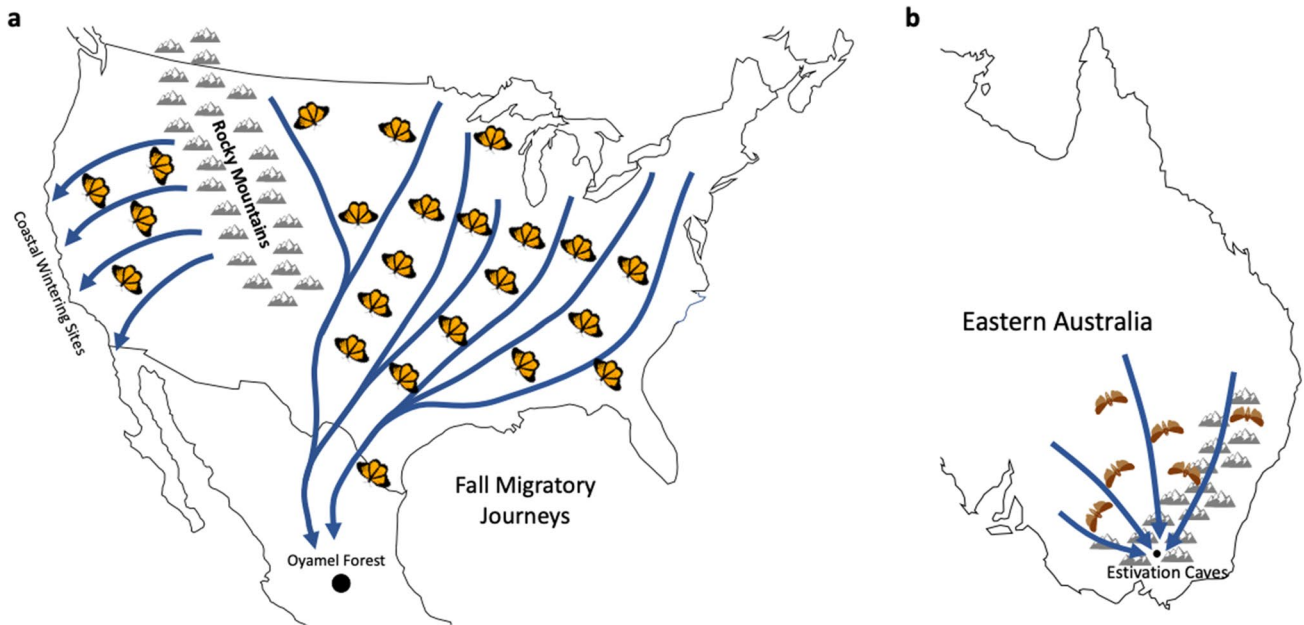 a
Rocky Mountains
Coastal Wintering Sites
Fall Migratory
Journeys
Oyamel Forest
b
Eastern Australia
Estivation Caves